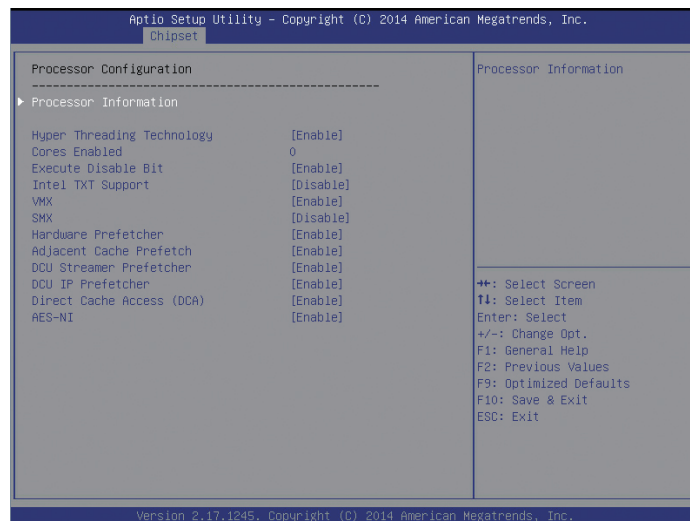 Aptio Setup Utility – Copyright (C) 2014 American Megatrends, Inc.
Chipset
Processor Configuration
--------------------------------------------------
Processor Information
Hyper Threading Technology [Enable]
Cores Enabled 0
Execute Disable Bit [Enable]
Intel TXT Support [Disable]
VMX [Enable]
SMX [Disable]
Hardware Prefetcher [Enable]
Adjacent Cache Prefetch [Enable]
DCU Streamer Prefetcher [Enable]
DCU IP Prefetcher [Enable]
Direct Cache Access (DCA) [Enable]
AES-NI [Enable]
Processor Information
→←: Select Screen
↑↓: Select Item
Enter: Select
+/-: Change Opt.
F1: General Help
F2: Previous Values
F9: Optimized Defaults
F10: Save & Exit
ESC: Exit
Version 2.17.1245. Copyright (C) 2014 American Megatrends, Inc.